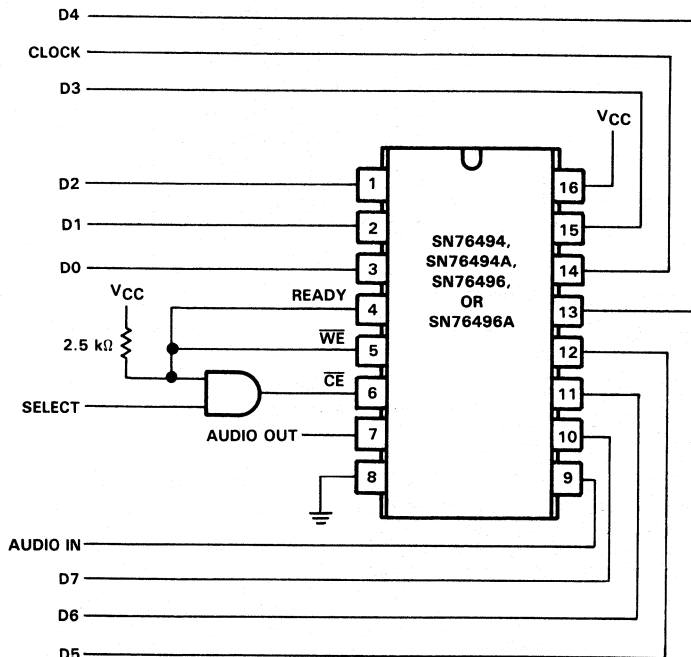 D4
CLOCK
D3
VCC
D2
1
16
D1
2
15
D0
3
14
SN76494,
SN76494A,
SN76496,
OR
SN76496A
VCC
READY
4
13
2.5 kΩ
WE
5
12
CE
6
11
SELECT
AUDIO OUT
7
10
8
9
AUDIO IN
D7
D6
D5